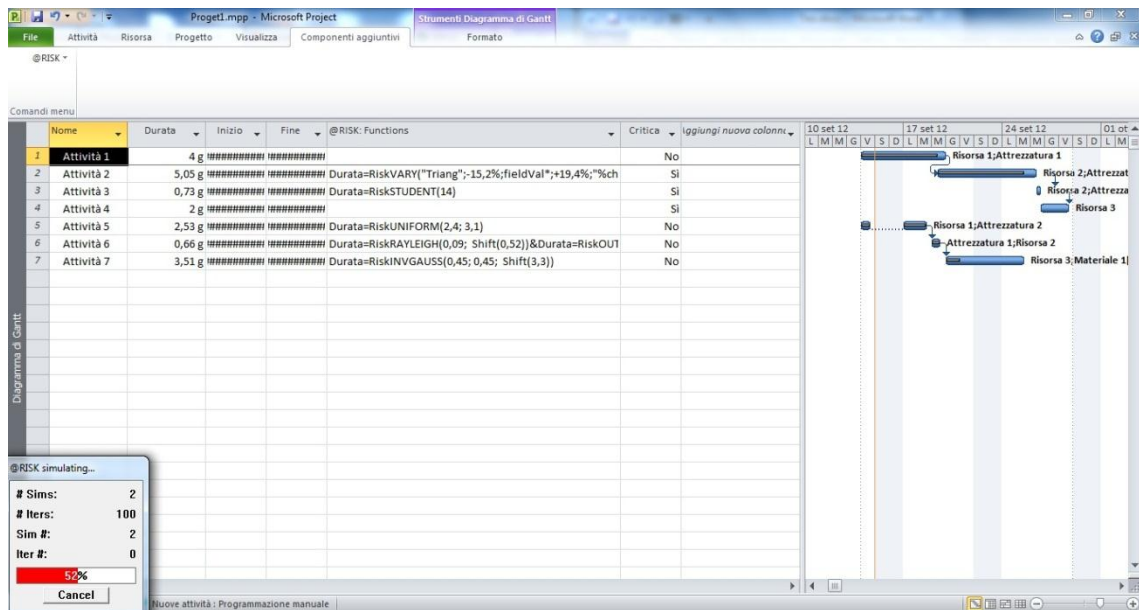 Proget1.mpp - Microsoft Project
Strumenti Diagramma di Gantt
File Attività Risorsa Progetto Visualizza Componenti aggiuntivi Formato
@RISK
Comandi menu
Nome Durata Inizio Fine @RISK: Functions Critica Aggiungi nuova colonna
10 set 12 17 set 12 24 set 12 01 ot
L M M G V S D L M M G V S D L M M G V S D L M
1 Attività 1 4 g ########## ########## No Risorsa 1;Attrezzatura 1
2 Attività 2 5,05 g ########## ########## Durata=RiskVARY("Triang";-15,2%;fieldVal*;+19,4%;"%ch Sì Risorsa 2;Attrezzat
3 Attività 3 0,73 g ########## ########## Durata=RiskSTUDENT(14) Sì Risorsa 2;Attrezza
4 Attività 4 2 g ########## ########## Sì Risorsa 3
5 Attività 5 2,53 g ########## ########## Durata=RiskUNIFORM(2,4; 3,1) No Risorsa 1;Attrezzatura 2
6 Attività 6 0,66 g ########## ########## Durata=RiskRAYLEIGH(0,09; Shift(0,52))&Durata=RiskOUT No Attrezzatura 1;Risorsa 2
7 Attività 7 3,51 g ########## ########## Durata=RiskINVGAUSS(0,45; 0,45; Shift(3,3)) No Risorsa 3;Materiale 1[
Diagramma di Gantt
@RISK simulating...
# Sims: 2
# Iters: 100
Sim #: 2
Iter #: 0
52%
Cancel
Nuove attività : Programmazione manuale